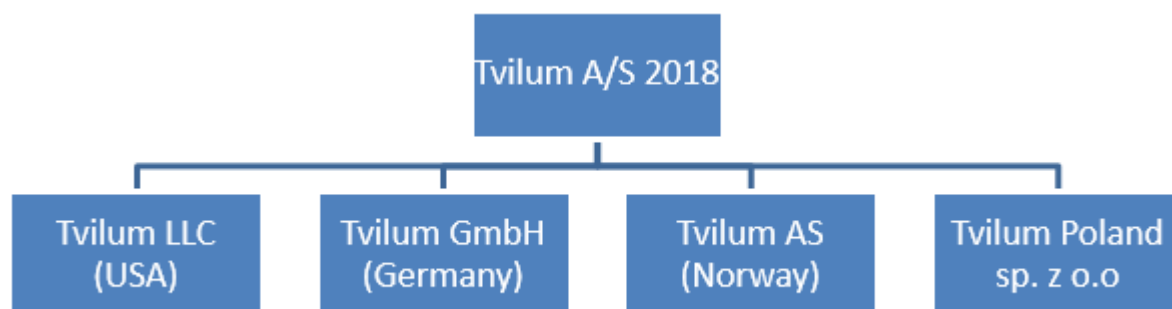 Tvilum A/S 2018
Tvilum LLC
(USA)
Tvilum GmbH
(Germany)
Tvilum AS
(Norway)
Tvilum Poland
sp. z o.o